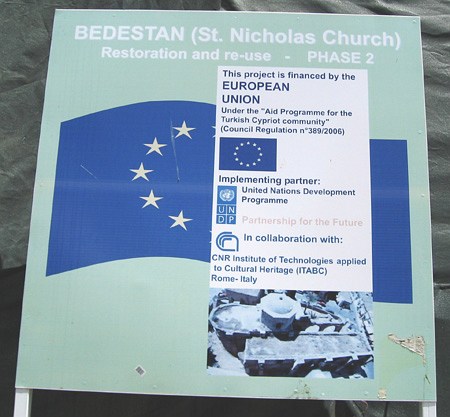 BEDESTAN (St. Nicholas Church)
Restoration and re-use - PHASE 2
This project is financed by the
EUROPEAN
UNION
Under the "Aid Programme for the
Turkish Cypriot community"
(Council Regulation n°389/2006)
Implementing partner:
United Nations Development
Programme
UN
DP
Partnership for the Future
In collaboration with:
CNR Institute of Technologies applied
to Cultural Heritage (ITABC)
Rome- Italy